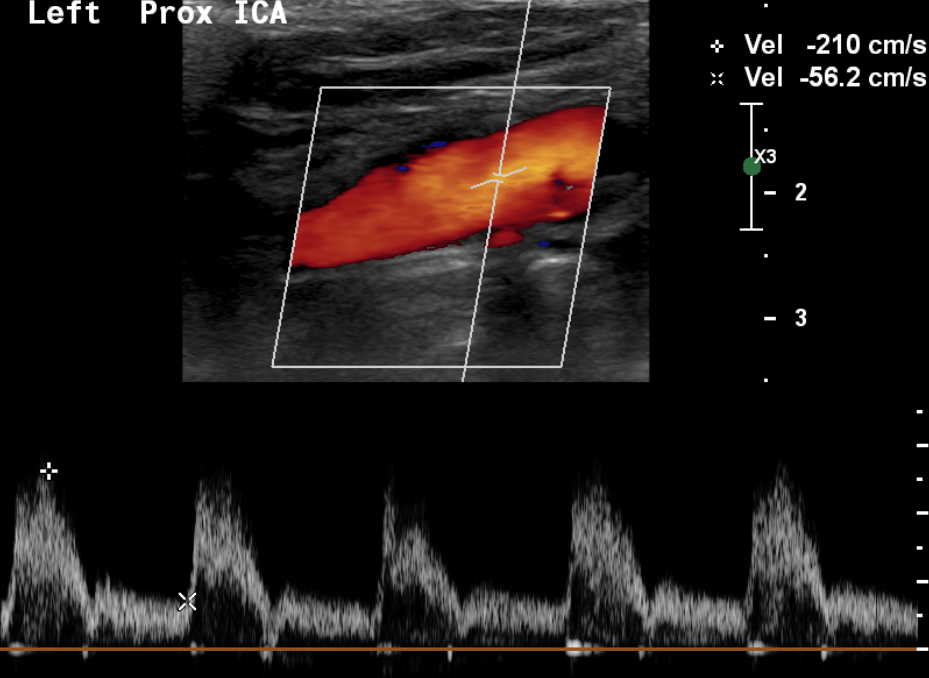 Left Prox ICA
Vel -210 cm/s
Vel -56.2 cm/s
X3
2
3